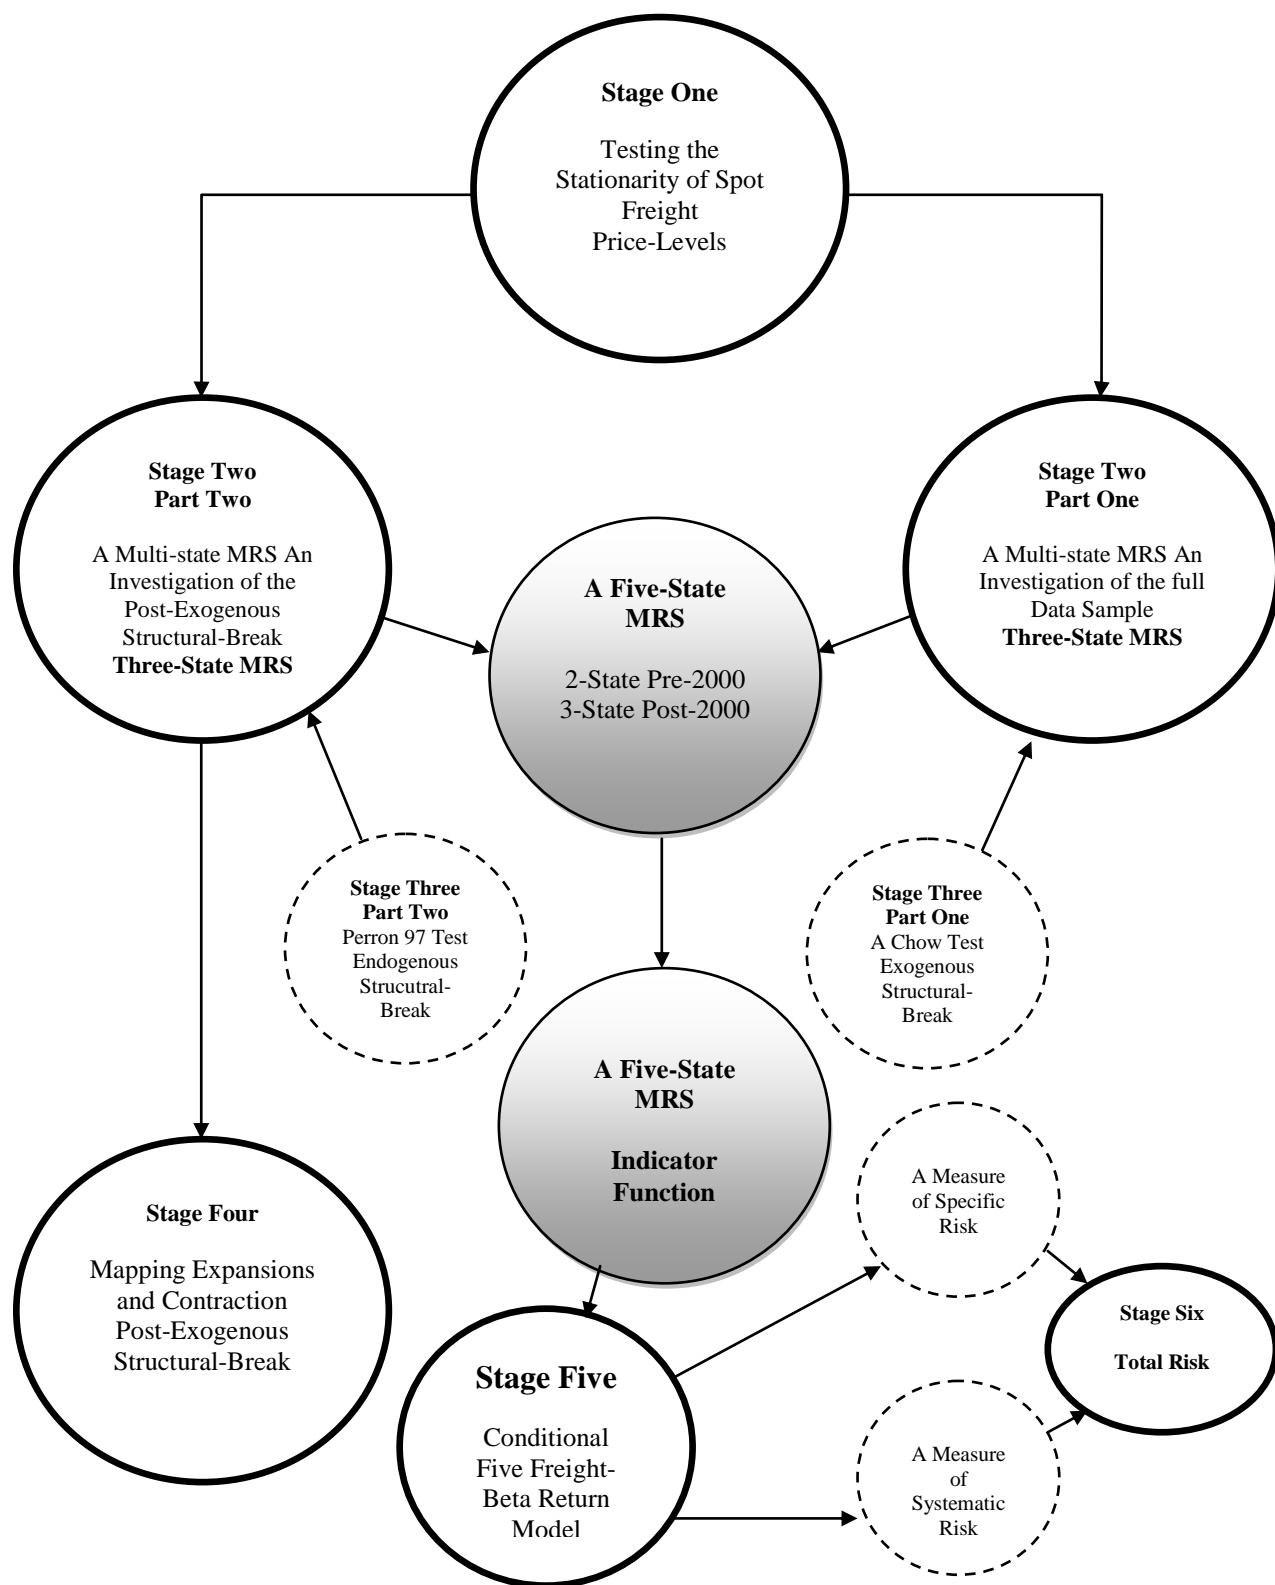 Stage One
Testing the
Stationarity of Spot
Freight
Price-Levels
Stage Two
Part Two
A Multi-state MRS An
Investigation of the
Post-Exogenous
Structural-Break
Three-State MRS
A Five-State
MRS
2-State Pre-2000
3-State Post-2000
Stage Two
Part One
A Multi-state MRS An
Investigation of the full
Data Sample
Three-State MRS
Stage Three
Part Two
Perron 97 Test
Endogenous
Strucutral-
Break
Stage Three
Part One
A Chow Test
Exogenous
Structural-
Break
A Five-State
MRS
Indicator
Function
Stage Four
Mapping Expansions
and Contraction
Post-Exogenous
Structural-Break
A Measure
of Specific
Risk
Stage Six
Total Risk
Stage Five
Conditional
Five Freight-
Beta Return
Model
A Measure
of
Systematic
Risk